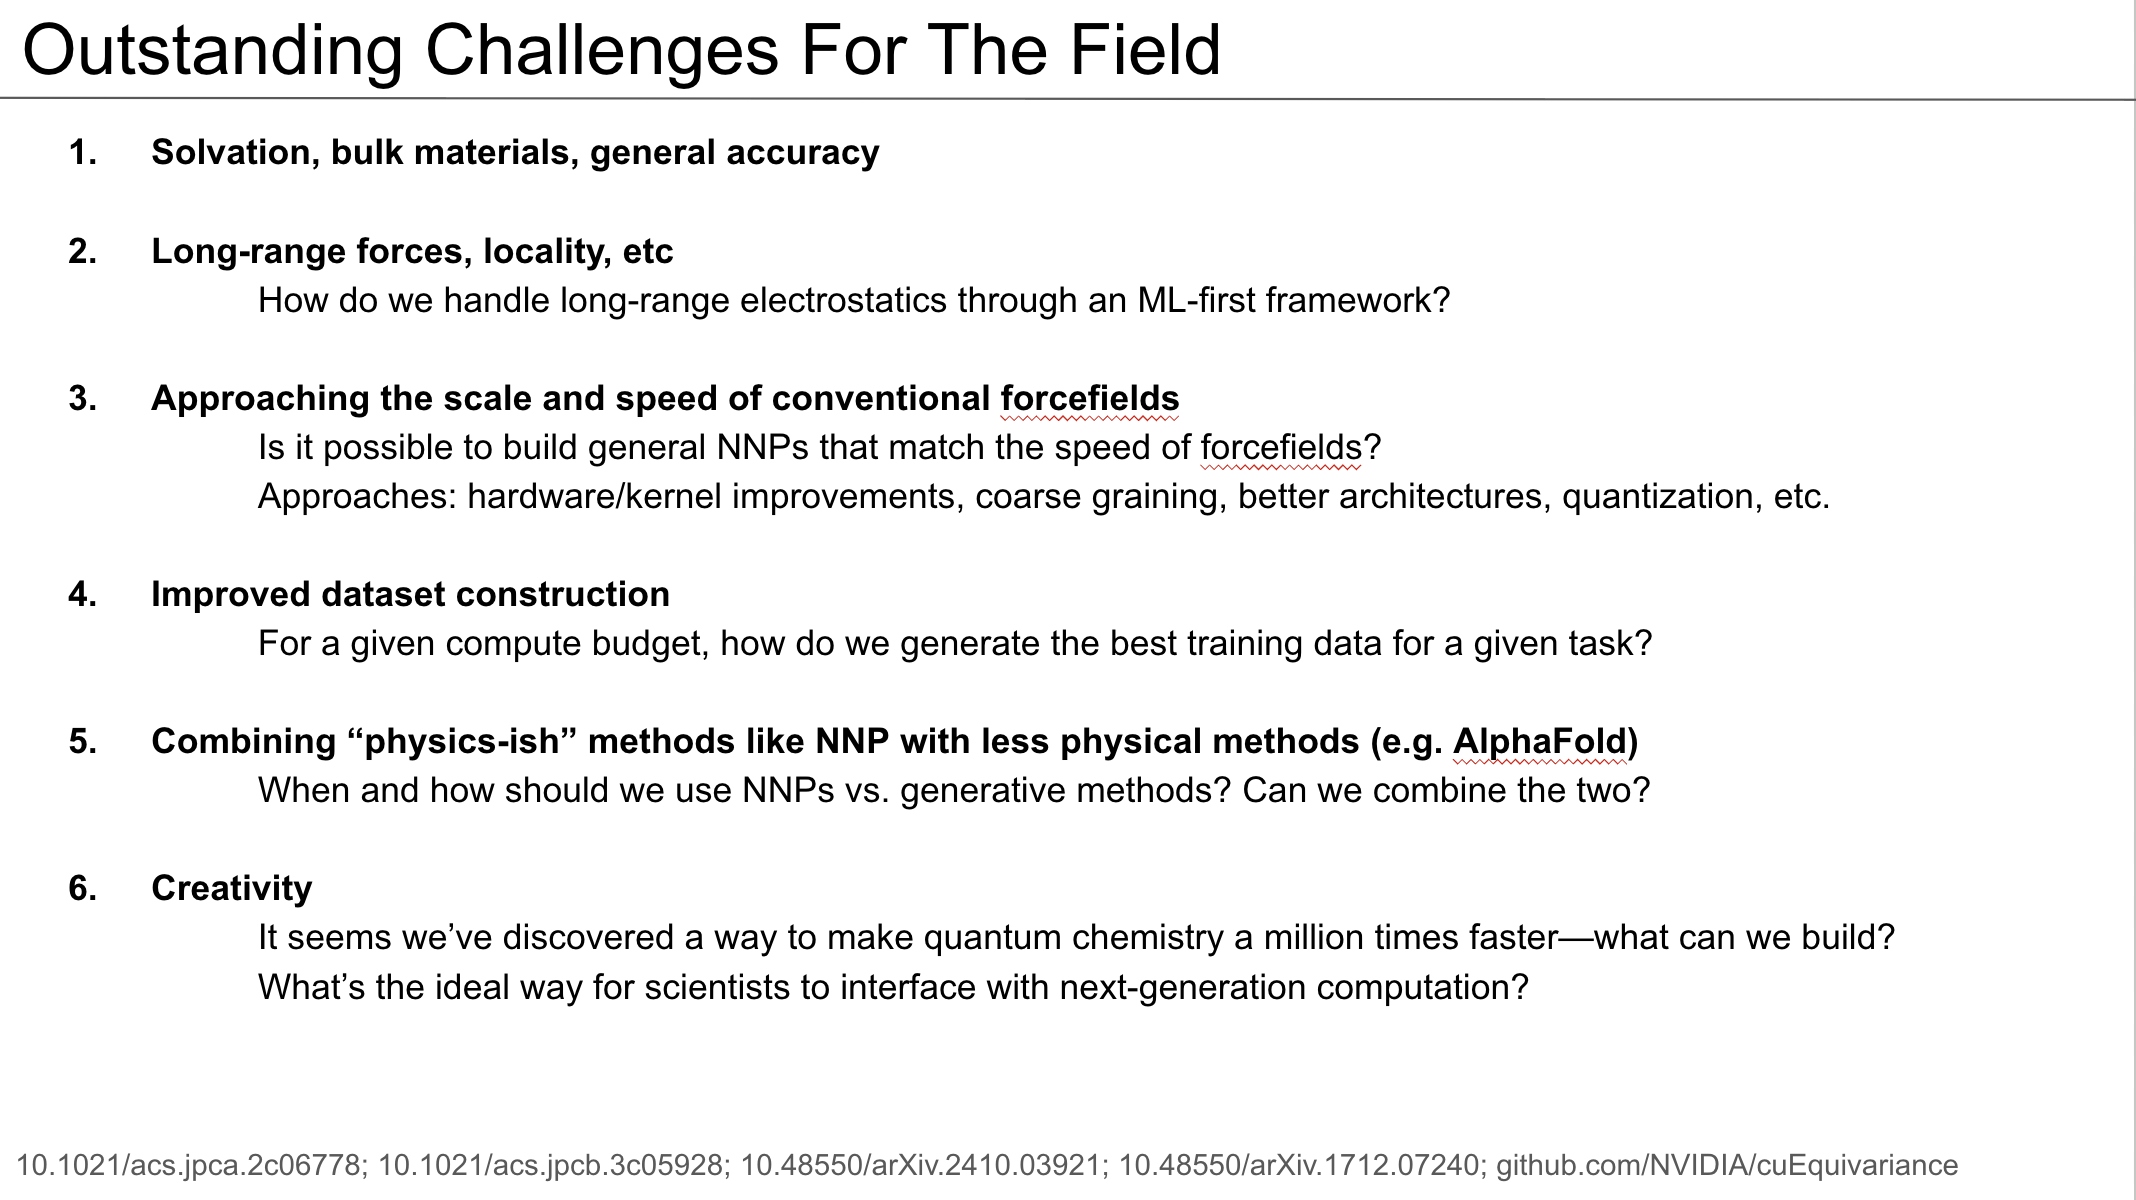 Outstanding Challenges For The Field
1. Solvation, bulk materials, general accuracy
2. Long-range forces, locality, etc
How do we handle long-range electrostatics through an ML-first framework?
3. Approaching the scale and speed of conventional forcefields
Is it possible to build general NNPs that match the speed of forcefields?
Approaches: hardware/kernel improvements, coarse graining, better architectures, quantization, etc.
4. Improved dataset construction
For a given compute budget, how do we generate the best training data for a given task?
5. Combining “physics-ish” methods like NNP with less physical methods (e.g. AlphaFold)
When and how should we use NNPs vs. generative methods? Can we combine the two?
6. Creativity
It seems we’ve discovered a way to make quantum chemistry a million times faster—what can we build?
What’s the ideal way for scientists to interface with next-generation computation?
10.1021/acs.jpca.2c06778; 10.1021/acs.jpcb.3c05928; 10.48550/arXiv.2410.03921; 10.48550/arXiv.1712.07240; github.com/NVIDIA/cuEquivariance